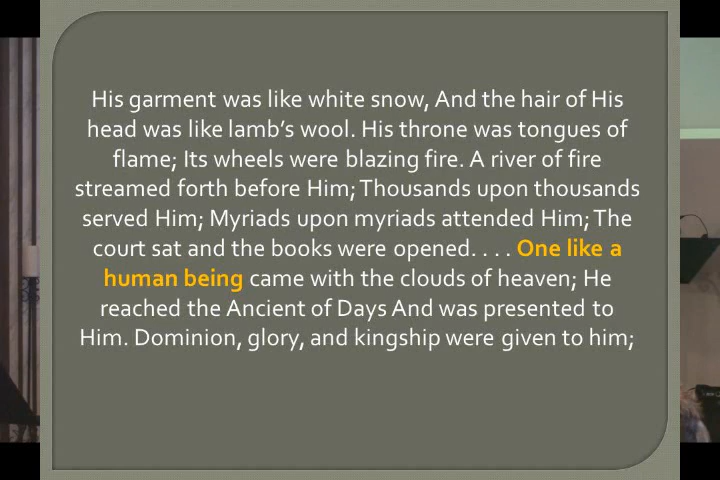 His garment was like white snow, And the hair of His
head was like lamb’s wool. His throne was tongues of
flame; Its wheels were blazing fire. A river of fire
streamed forth before Him; Thousands upon thousands
served Him; Myriads upon myriads attended Him; The
court sat and the books were opened. . . . One like a
human being came with the clouds of heaven; He
reached the Ancient of Days And was presented to
Him. Dominion, glory, and kingship were given to him;